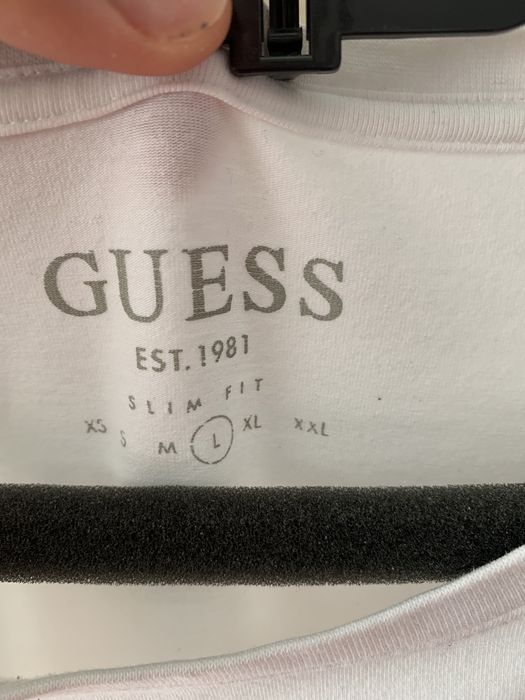 GUESS
EST. 1981
SLIM FIT
XS S M L XL XXL